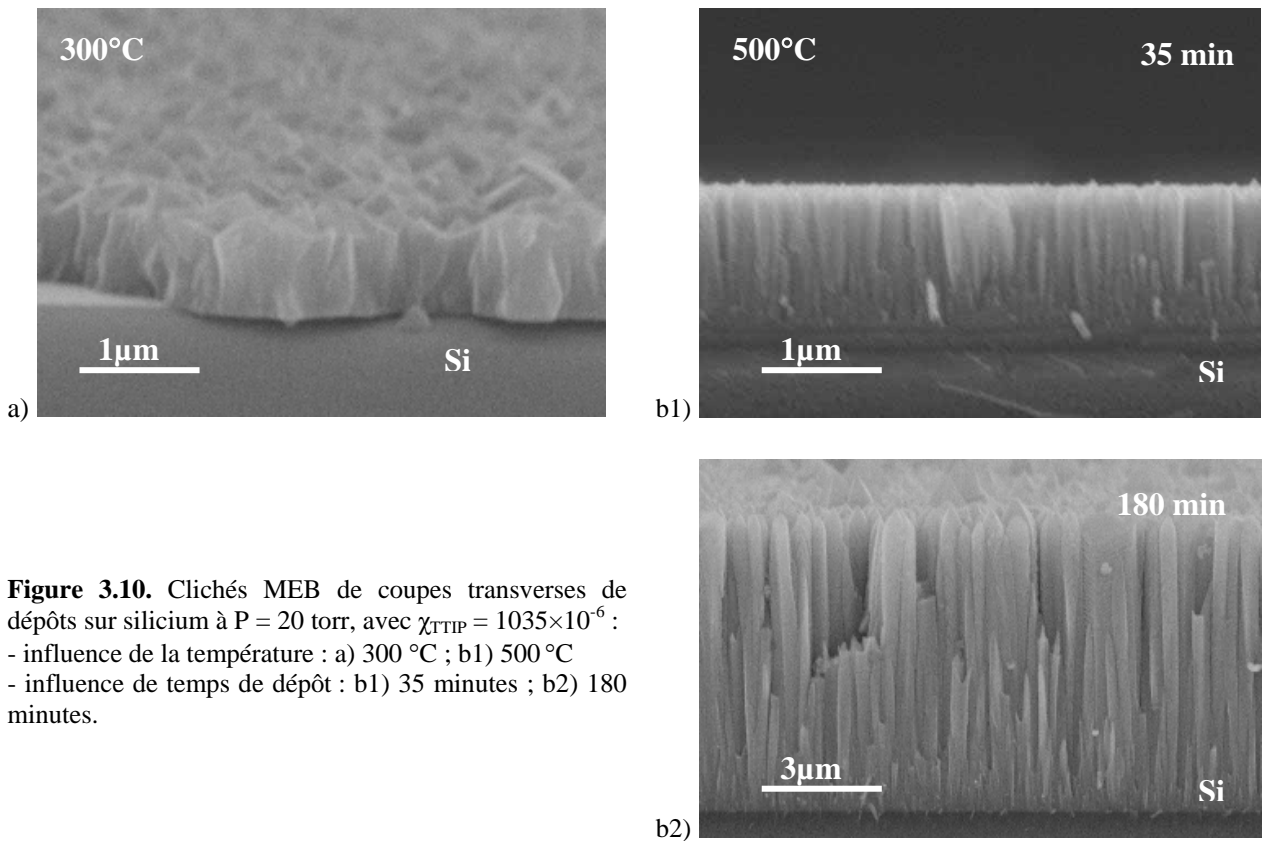 300°C
1µm
Si
a)
500°C
35 min
1µm
Si
b1)
180 min
3µm
Si
b2)
Figure 3.10. Clichés MEB de coupes transverses de
dépôts sur silicium à P = 20 torr, avec χTTIP = 1035×10-6 :
- influence de la température : a) 300 °C ; b1) 500 °C
- influence de temps de dépôt : b1) 35 minutes ; b2) 180
minutes.